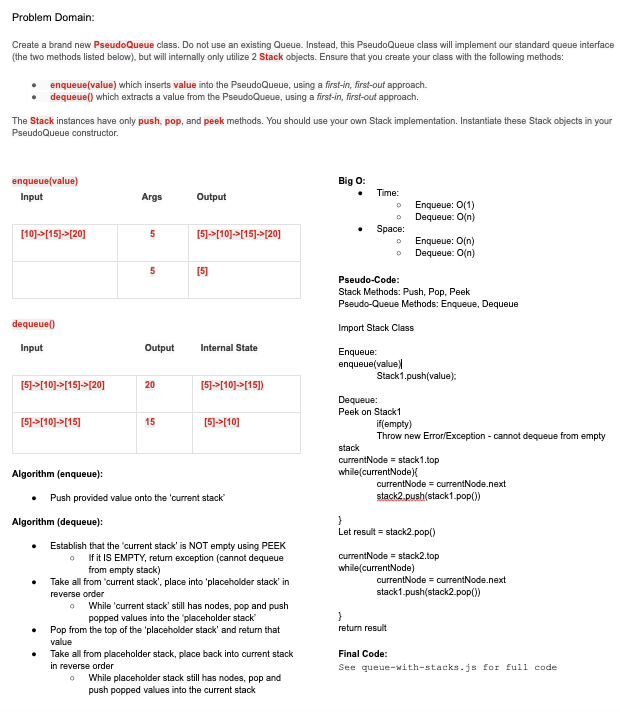 Problem Domain:
Create a brand new PseudoQueue class. Do not use an existing Queue. Instead, this PseudoQueue class will implement our standard queue interface
(the two methods listed below), but will internally only utilize 2 Stack objects. Ensure that you create your class with the following methods:
● enqueue(value) which inserts value into the PseudoQueue, using a first-in, first-out approach.
● dequeue() which extracts a value from the PseudoQueue, using a first-in, first-out approach.
The Stack instances have only push, pop, and peek methods. You should use your own Stack implementation. Instantiate these Stack objects in your
PseudoQueue constructor.
enqueue(value)
Input Args Output
[10]->[15]->[20] 5 [5]->[10]->[15]->[20]
5 [5]
dequeue()
Input Output Internal State
[5]->[10]->[15]->[20] 20 [5]->[10]->[15])
[5]->[10]->[15] 15 [5]->[10]
Algorithm (enqueue):
● Push provided value onto the 'current stack'
Algorithm (dequeue):
● Establish that the 'current stack' is NOT empty using PEEK
○ If it IS EMPTY, return exception (cannot dequeue
from empty stack)
● Take all from 'current stack', place into 'placeholder stack' in
reverse order
○ While 'current stack' still has nodes, pop and push
popped values into the 'placeholder stack'
● Pop from the top of the 'placeholder stack' and return that
value
● Take all from placeholder stack, place back into current stack
in reverse order
○ While placeholder stack still has nodes, pop and
push popped values into the current stack
Big O:
● Time:
○ Enqueue: O(1)
○ Dequeue: O(n)
● Space:
○ Enqueue: O(n)
○ Dequeue: O(n)
Pseudo-Code:
Stack Methods: Push, Pop, Peek
Pseudo-Queue Methods: Enqueue, Dequeue
Import Stack Class
Enqueue:
enqueue(value)
Stack1.push(value);
Dequeue:
Peek on Stack1
if(empty)
Throw new Error/Exception - cannot dequeue from empty
stack
currentNode = stack1.top
while(currentNode){
currentNode = currentNode.next
stack2.push(stack1.pop())
}
Let result = stack2.pop()
currentNode = stack2.top
while(currentNode)
currentNode = currentNode.next
stack1.push(stack2.pop())
}
return result
Final Code:
See queue-with-stacks.js for full code